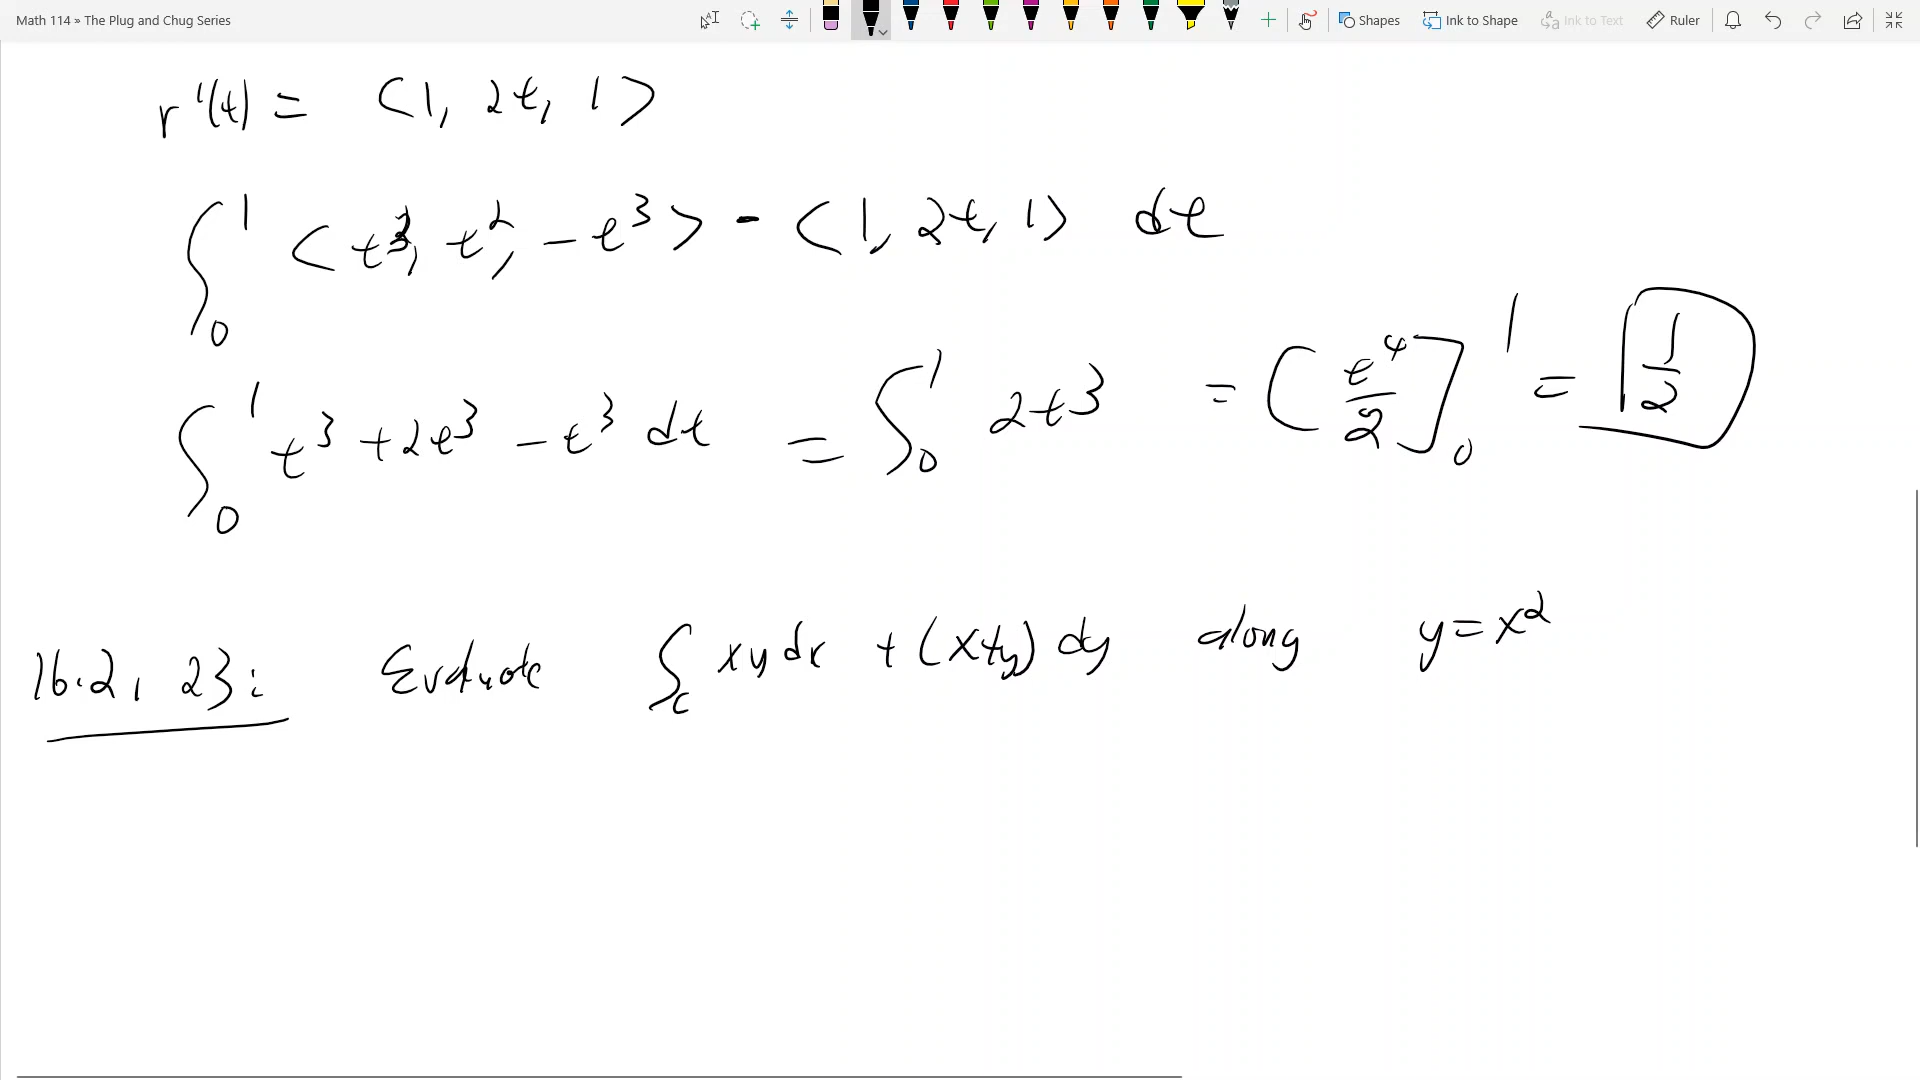 Math 114 » The Plug and Chug Series Shapes Ink to Shape Ink to Text Ruler
r'(t) = <1, 2t, 1>
∫₀¹ <t³, t², -t³> · <1, 2t, 1> dt
∫₀¹ t³ + 2t³ - t³ dt = ∫₀¹ 2t³ = [t⁴/2]₀¹ = 1/2
16.2, 23: Evaluate ∫_C xy dx + (x+y) dy along y = x²